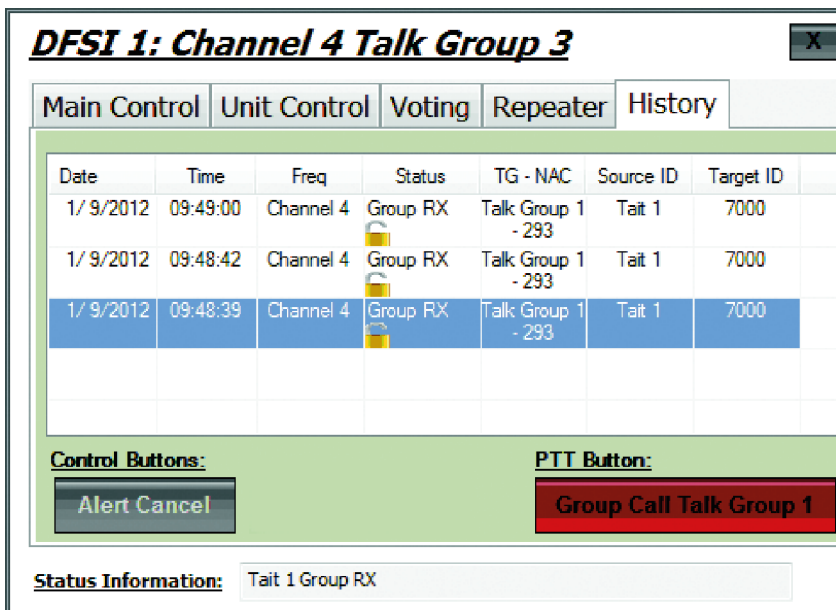 DFSI 1: Channel 4 Talk Group 3
X
Main Control Unit Control Voting Repeater History
Date Time Freq Status TG - NAC Source ID Target ID
1/ 9/2012 09:49:00 Channel 4 Group RX Talk Group 1 Tait 1 7000
- 293
1/ 9/2012 09:48:42 Channel 4 Group RX Talk Group 1 Tait 1 7000
- 293
1/ 9/2012 09:48:39 Channel 4 Group RX Talk Group 1 Tait 1 7000
- 293
Control Buttons: PTT Button:
Alert Cancel Group Call Talk Group 1
Status Information: Tait 1 Group RX